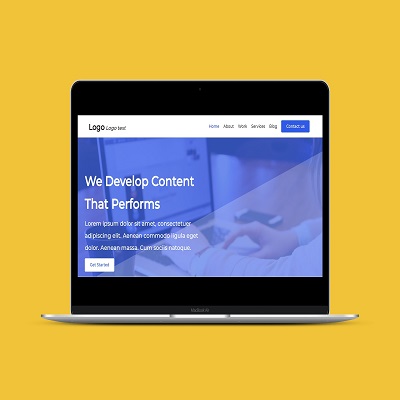 Logo Logo text
Home About Work Services Blog Contact us
We Develop Content
That Performs
Lorem ipsum dolor sit amet, consectetuer
adipiscing elit. Aenean commodo ligula eget
dolor. Aenean massa. Cum sociis natoque.
Get Started
MacBook Air